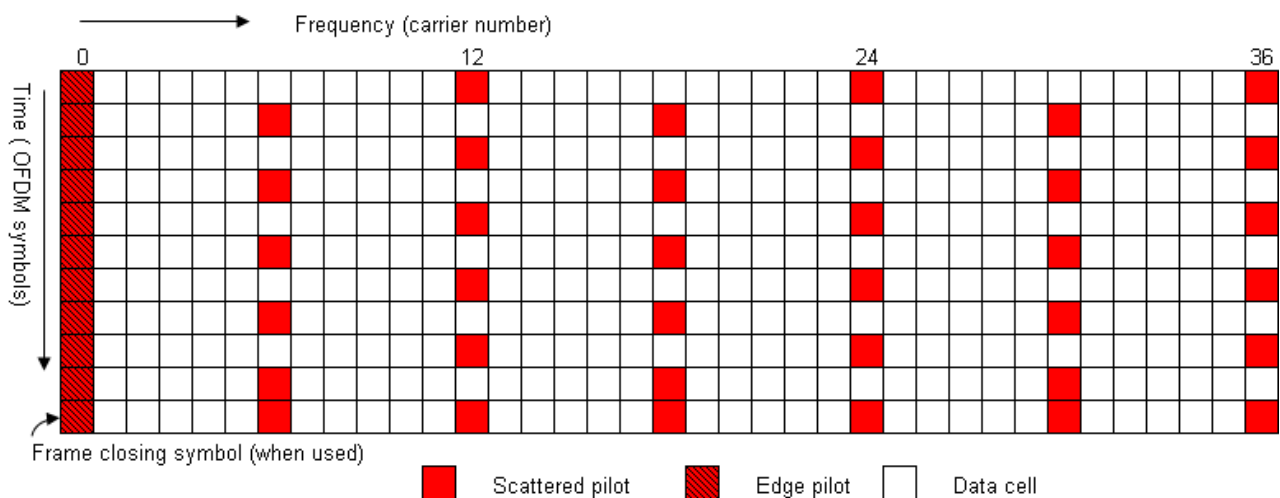 Frequency (carrier number)
0 12 24 36
Time ( OFDM symbols)
Frame closing symbol (when used)
Scattered pilot Edge pilot Data cell